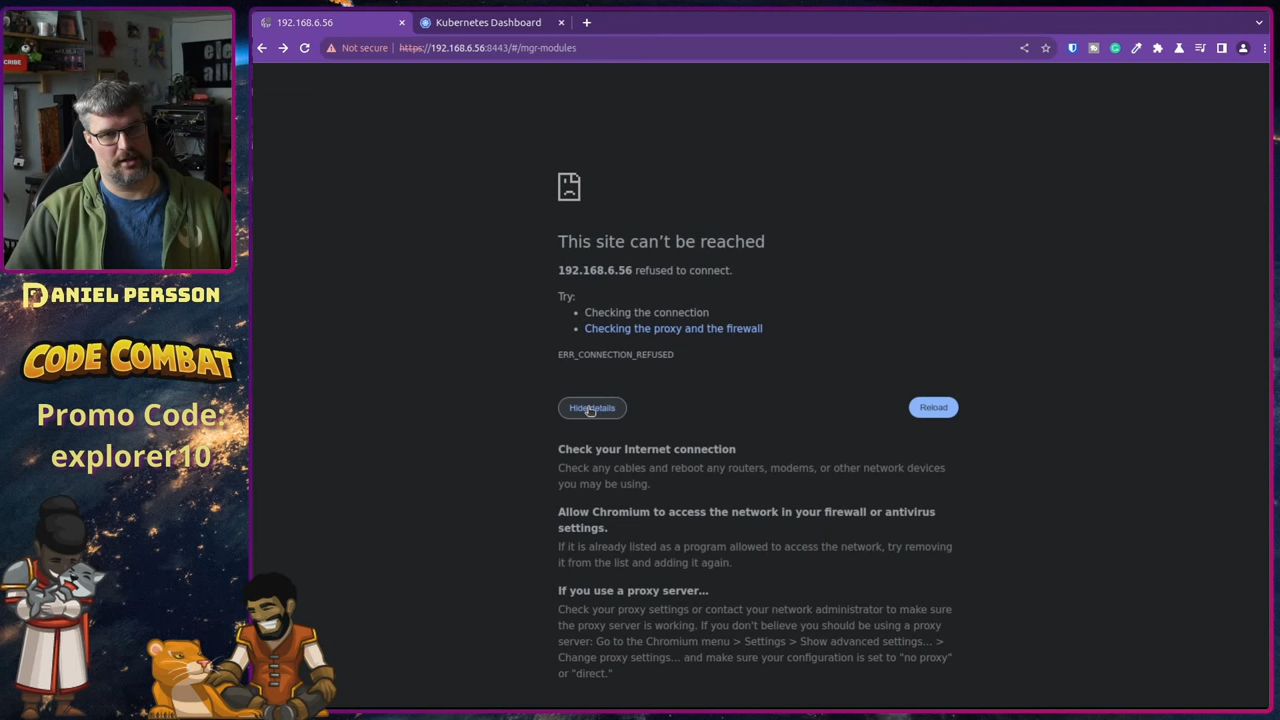 192.168.6.56
Kubernetes Dashboard
Not secure
https://192.168.6.56:8443/#/mgr-modules
This site can’t be reached
192.168.6.56 refused to connect.
Try:
• Checking the connection
• Checking the proxy and the firewall
ERR_CONNECTION_REFUSED
Hide details
Reload
Check your Internet connection
Check any cables and reboot any routers, modems, or other network devices
you may be using.
Allow Chromium to access the network in your firewall or antivirus
settings.
If it is already listed as a program allowed to access the network, try removing
it from the list and adding it again.
If you use a proxy server…
Check your proxy settings or contact your network administrator to make sure
the proxy server is working. If you don't believe you should be using a proxy
server: Go to the Chromium menu > Settings > Show advanced settings… >
Change proxy settings… and make sure your configuration is set to "no proxy"
or "direct."
DANIEL PERSSON
CODE COMBAT
Promo Code:
explorer10